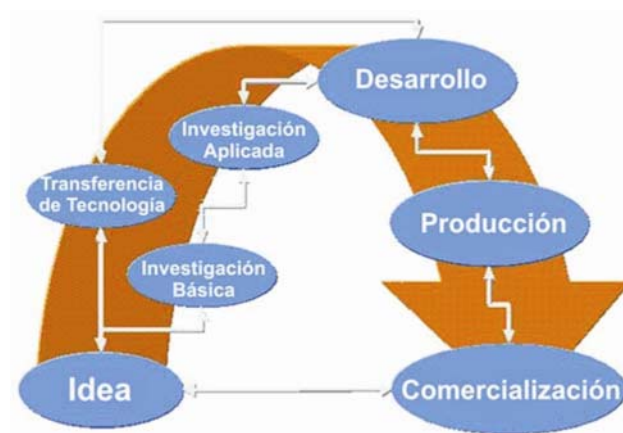 Desarrollo
Investigación
Aplicada
Transferencia
de Tecnología
Producción
Investigación
Básica
Idea
Comercialización